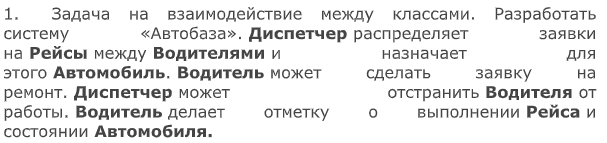 1. Задача на взаимодействие между классами. Разработать
систему «Автобаза». Диспетчер распределяет заявки
на Рейсы между Водителями и назначает для
этого Автомобиль. Водитель может сделать заявку на
ремонт. Диспетчер может отстранить Водителя от
работы. Водитель делает отметку о выполнении Рейса и
состоянии Автомобиля.